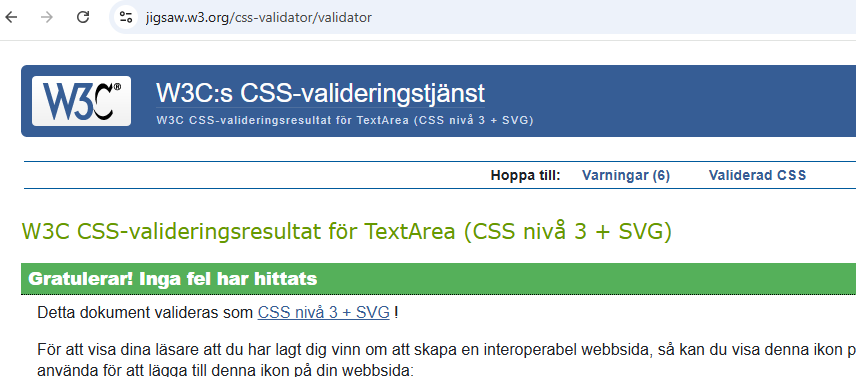 jigsaw.w3.org/css-validator/validator
W3C®
W3C:s CSS-valideringstjänst
W3C CSS-valideringsresultat för TextArea (CSS nivå 3 + SVG)
Hoppa till: Varningar (6) Validerad CSS
W3C CSS-valideringsresultat för TextArea (CSS nivå 3 + SVG)
Gratulerar! Inga fel har hittats
Detta dokument valideras som CSS nivå 3 + SVG !
För att visa dina läsare att du har lagt dig vinn om att skapa en interoperabel webbsida, så kan du visa denna ikon
använda för att lägga till denna ikon på din webbsida: